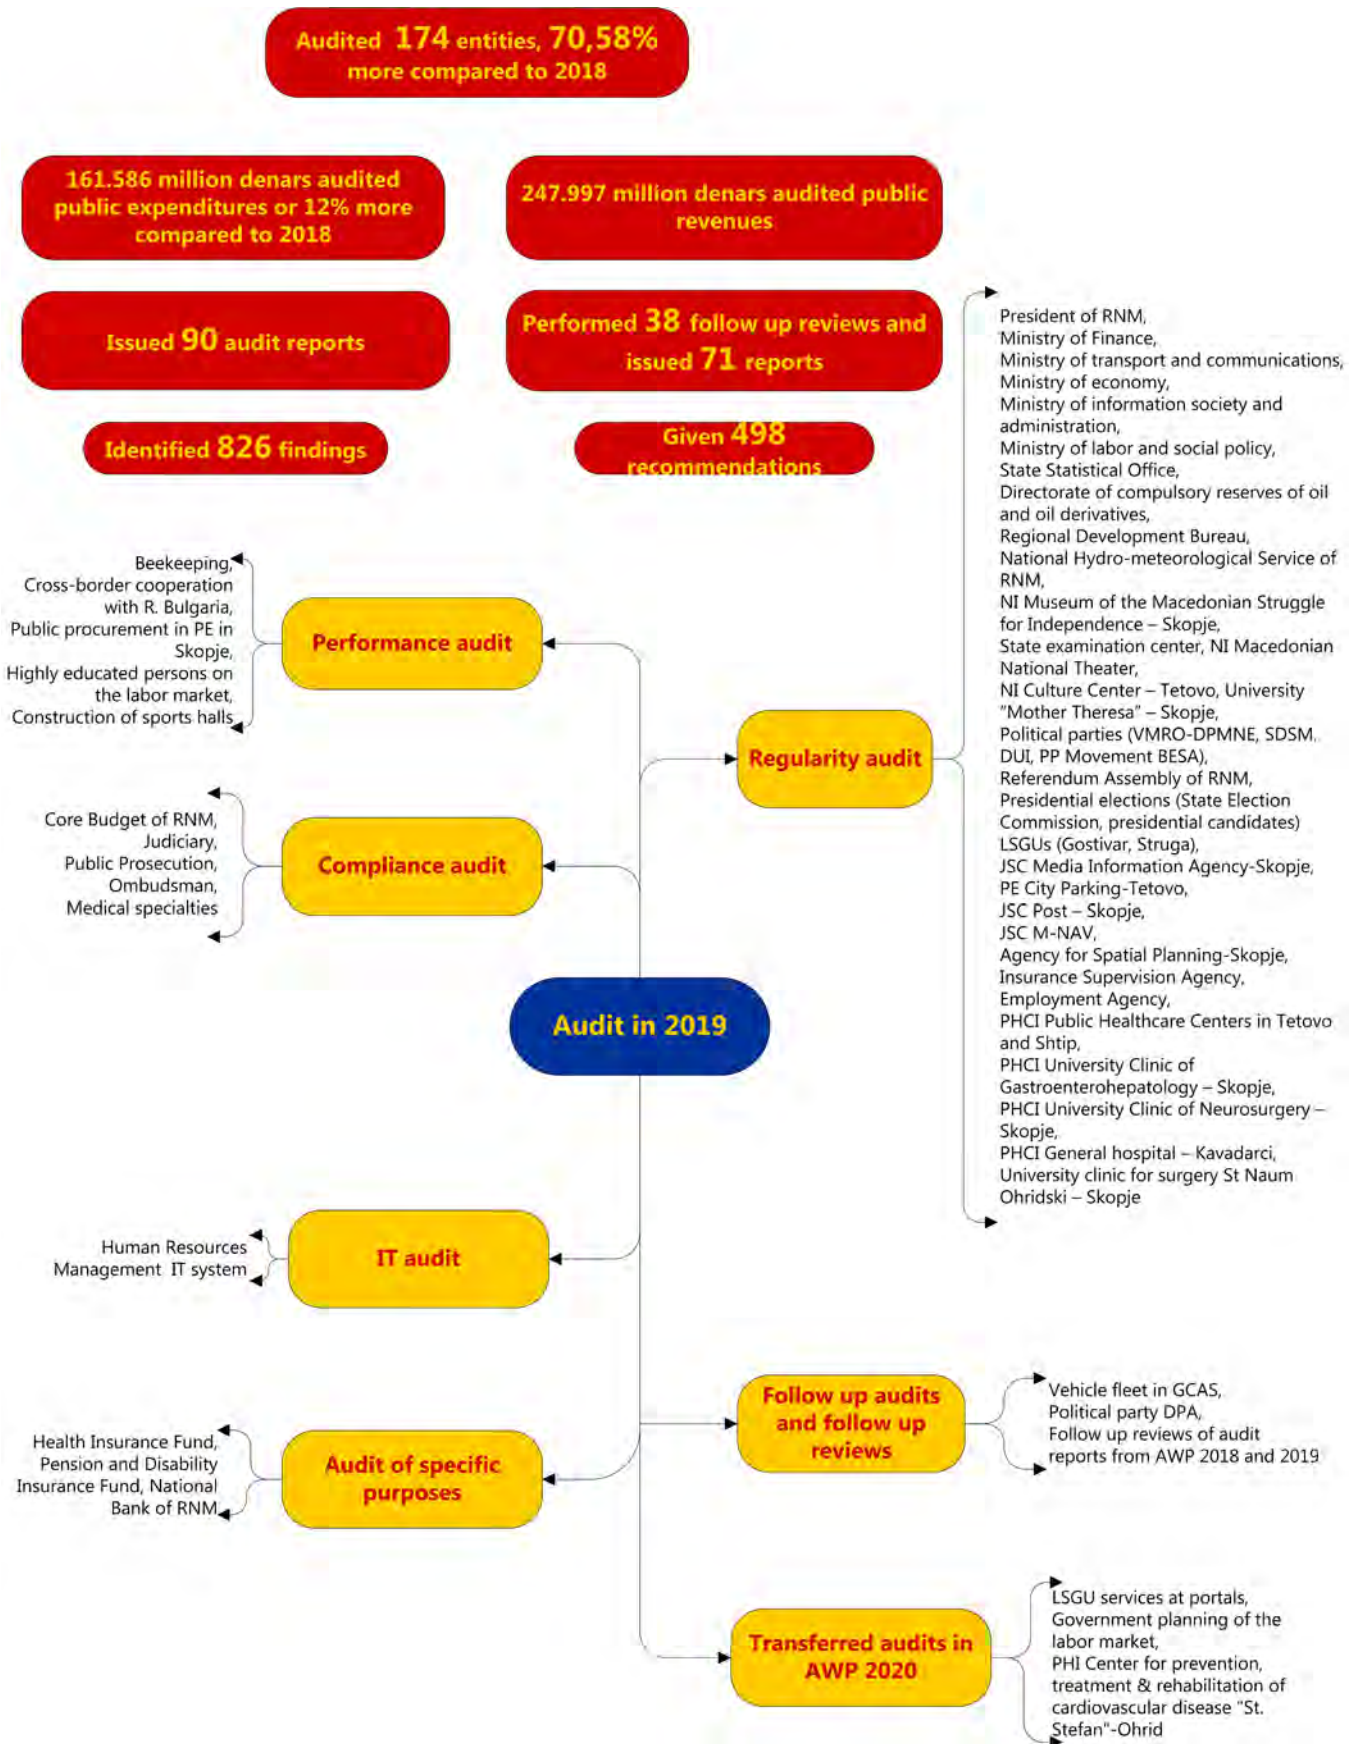 Audited 174 entities, 70,58%
more compared to 2018
161.586 million denars audited
public expenditures or 12% more
compared to 2018
247.997 million denars audited public
revenues
Issued 90 audit reports
Performed 38 follow up reviews and
issued 71 reports
Identified 826 findings
Given 498
recommendations
Beekeeping,
Cross-border cooperation
with R. Bulgaria,
Public procurement in PE in
Skopje,
Highly educated persons on
the labor market,
Construction of sports halls
Performance audit
Core Budget of RNM,
Judiciary,
Public Prosecution,
Ombudsman,
Medical specialties
Compliance audit
Regularity audit
President of RNM,
Ministry of Finance,
Ministry of transport and communications,
Ministry of economy,
Ministry of information society and
administration,
Ministry of labor and social policy,
State Statistical Office,
Directorate of compulsory reserves of oil
and oil derivatives,
Regional Development Bureau,
National Hydro-meteorological Service of
RNM,
NI Museum of the Macedonian Struggle
for Independence – Skopje,
State examination center, NI Macedonian
National Theater,
NI Culture Center – Tetovo, University
"Mother Theresa" – Skopje,
Political parties (VMRO-DPMNE, SDSM.
DUI, PP Movement BESA),
Referendum Assembly of RNM,
Presidential elections (State Election
Commission, presidential candidates)
LSGUs (Gostivar, Struga),
JSC Media Information Agency-Skopje,
PE City Parking-Tetovo,
JSC Post – Skopje,
JSC M-NAV,
Agency for Spatial Planning-Skopje,
Insurance Supervision Agency,
Employment Agency,
PHCI Public Healthcare Centers in Tetovo
and Shtip,
PHCI University Clinic of
Gastroenterohepatology – Skopje,
PHCI University Clinic of Neurosurgery –
Skopje,
PHCI General hospital – Kavadarci,
University clinic for surgery St Naum
Ohridski – Skopje
Audit in 2019
Human Resources
Management IT system
IT audit
Health Insurance Fund,
Pension and Disability
Insurance Fund, National
Bank of RNM
Audit of specific
purposes
Follow up audits
and follow up
reviews
Vehicle fleet in GCAS,
Political party DPA,
Follow up reviews of audit
reports from AWP 2018 and 2019
Transferred audits in
AWP 2020
LSGU services at portals,
Government planning of the
labor market,
PHI Center for prevention,
treatment & rehabilitation of
cardiovascular disease "St.
Stefan"-Ohrid